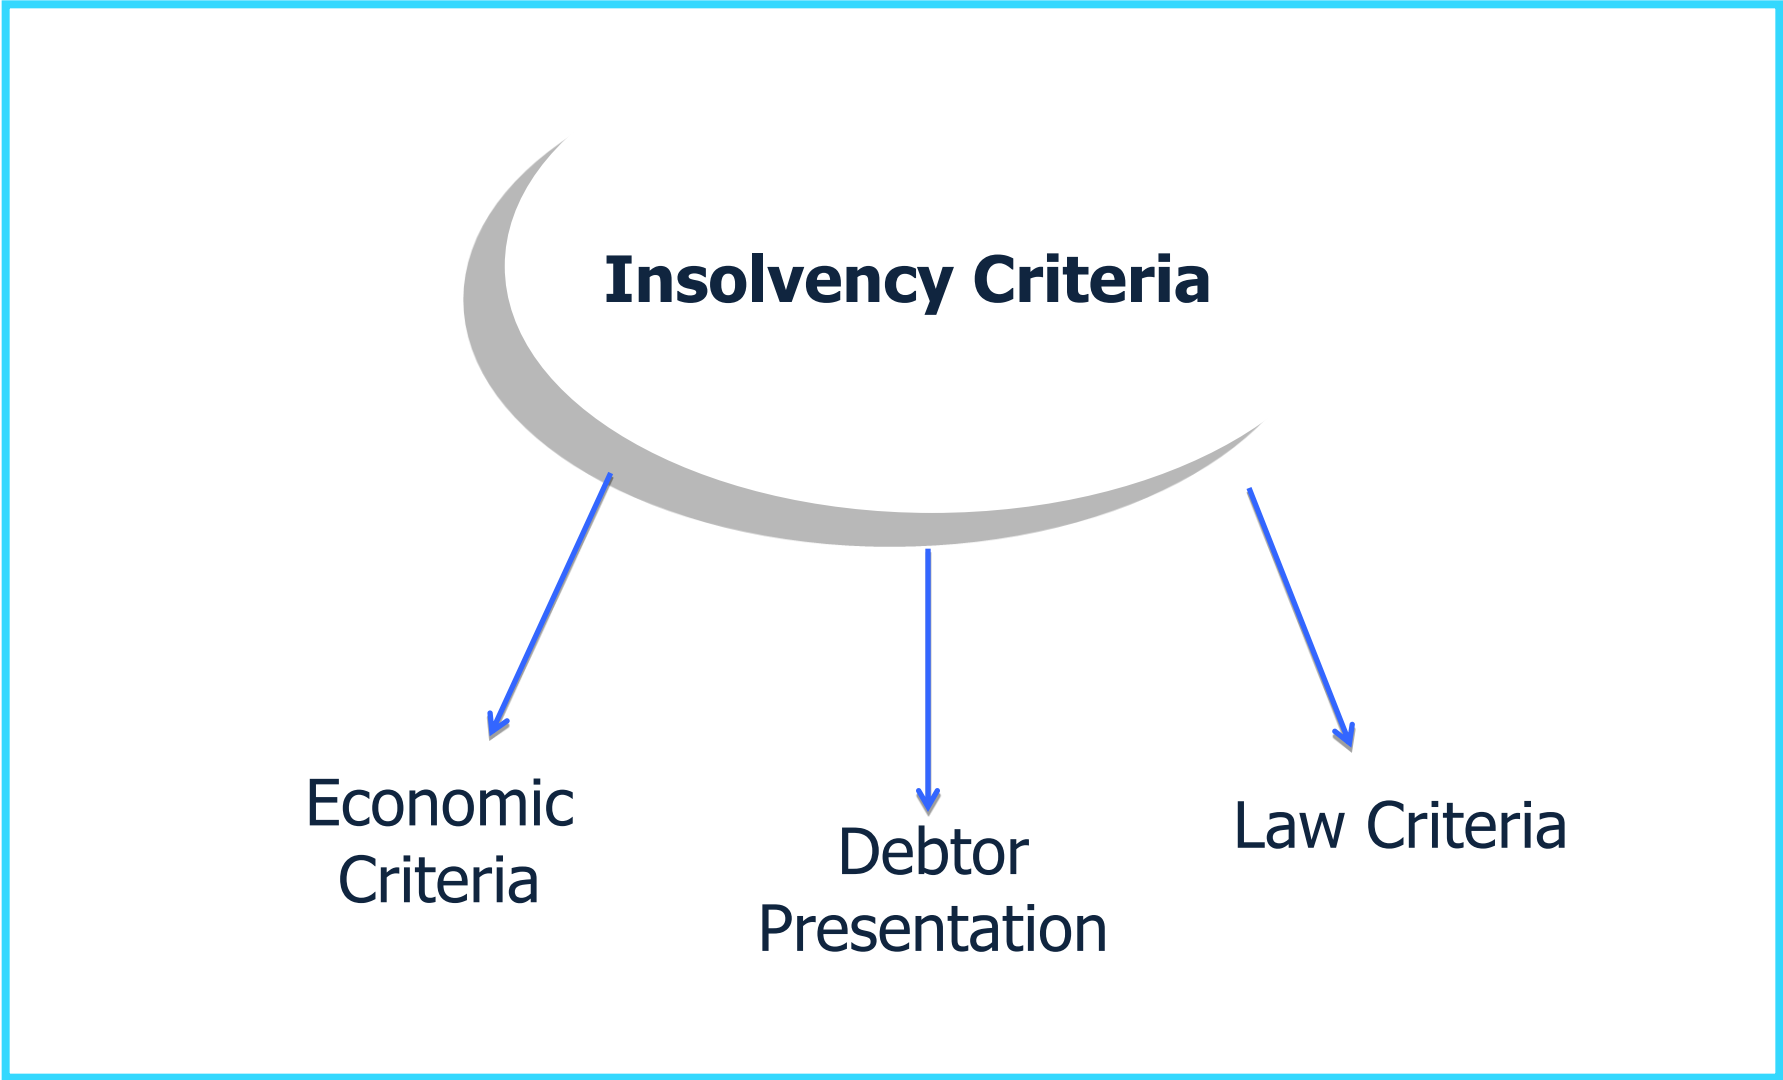 Insolvency Criteria
Economic
Criteria
Debtor
Presentation
Law Criteria